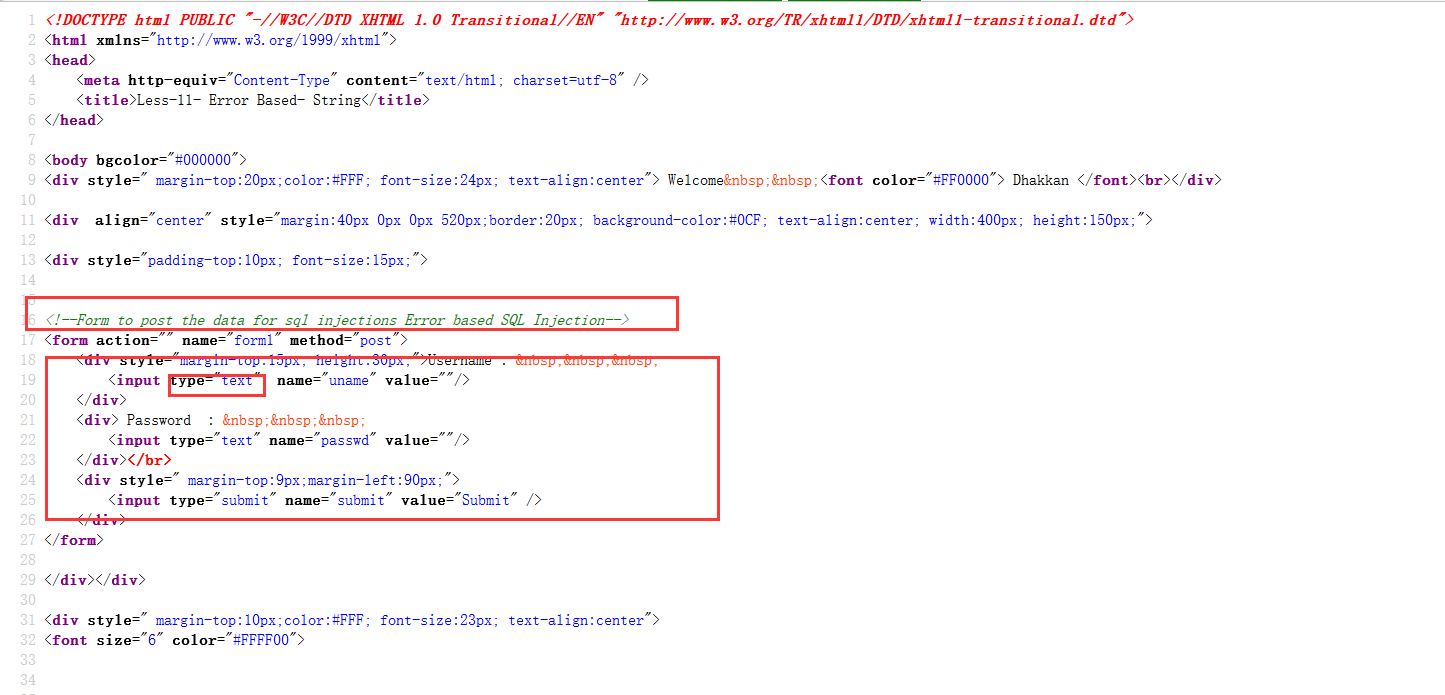 1 <!DOCTYPE html PUBLIC "-//W3C//DTD XHTML 1.0 Transitional//EN" "http://www.w3.org/TR/xhtml1/DTD/xhtml1-transitional.dtd">
2 <html xmlns="http://www.w3.org/1999/xhtml">
3 <head>
4     <meta http-equiv="Content-Type" content="text/html; charset=utf-8" />
5     <title>Less-11- Error Based- String</title>
6 </head>
7
8 <body bgcolor="#000000">
9 <div style=" margin-top:20px;color:#FFF; font-size:24px; text-align:center"> Welcome&nbsp;&nbsp;<font color="#FF0000"> Dhakkan </font><br></div>
10
11 <div  align="center" style="margin:40px 0px 0px 520px;border:20px; background-color:#0CF; text-align:center; width:400px; height:150px;">
12
13 <div style="padding-top:10px; font-size:15px;">
14
15
16 <!--Form to post the data for sql injections Error based SQL Injection-->
17 <form action="" name="form1" method="post">
18     <div style="margin-top:15px; height:30px;">Username : &nbsp;&nbsp;&nbsp;
19         <input type="text"  name="uname" value=""/>
20     </div>
21     <div> Password  : &nbsp;&nbsp;&nbsp;
22         <input type="text" name="passwd" value=""/>
23     </div></br>
24     <div style=" margin-top:9px;margin-left:90px;">
25         <input type="submit" name="submit" value="Submit" />
26     </div>
27 </form>
28
29 </div></div>
30
31 <div style=" margin-top:10px;color:#FFF; font-size:23px; text-align:center">
32 <font size="6" color="#FFFF00">
33
34